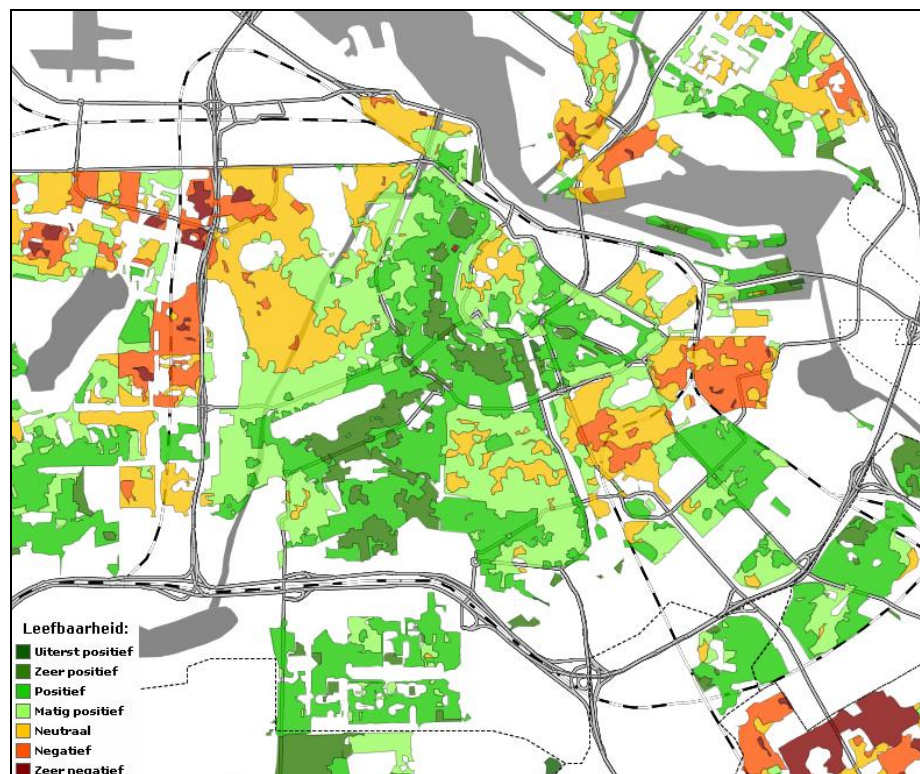 Leefbaarheid:
Uiterst positief
Zeer positief
Positief
Matig positief
Neutraal
Negatief
Zeer negatief